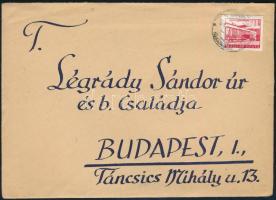 T.
Légrády Sándor úr
és b. Családja
BUDAPEST, I.,
Táncsics Mihály u. 13.